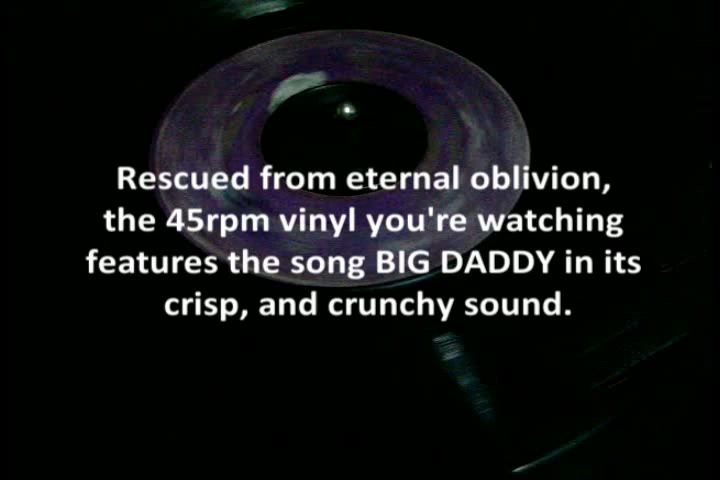 Rescued from eternal oblivion,
the 45rpm vinyl you're watching
features the song BIG DADDY in its
crisp, and crunchy sound.